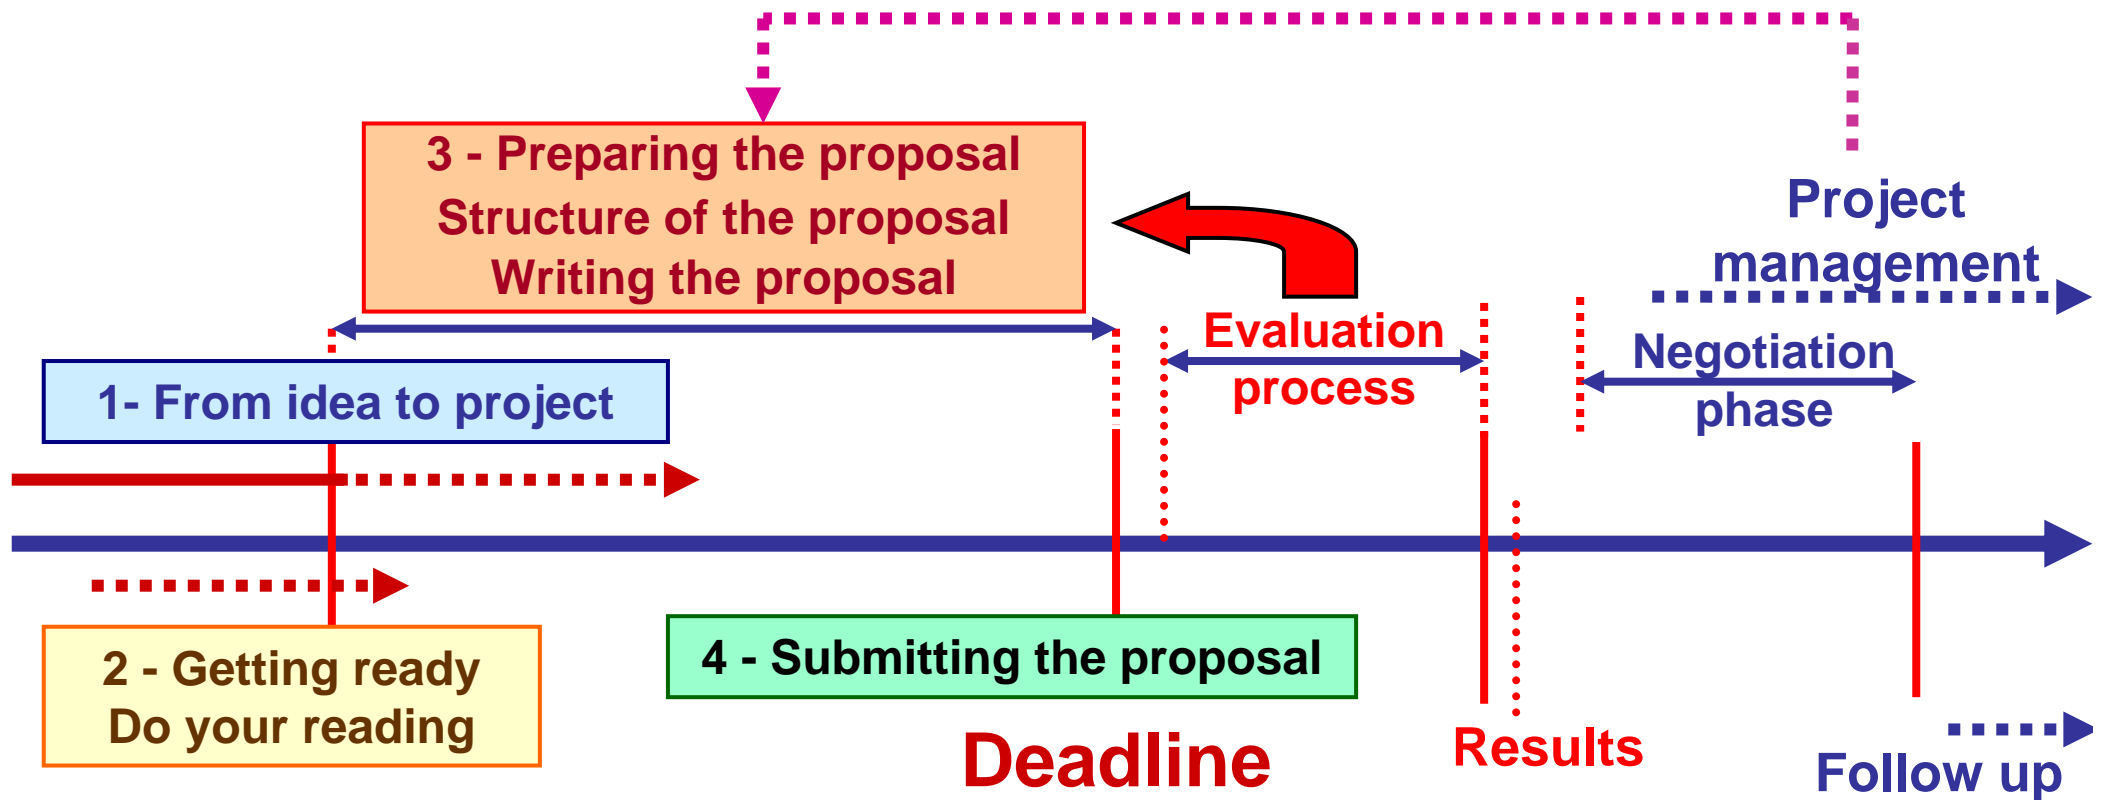 3 - Preparing the proposal
Structure of the proposal
Writing the proposal
Project
management
Evaluation
process
Negotiation
phase
1- From idea to project
2 - Getting ready
Do your reading
4 - Submitting the proposal
Deadline
Results
Follow up